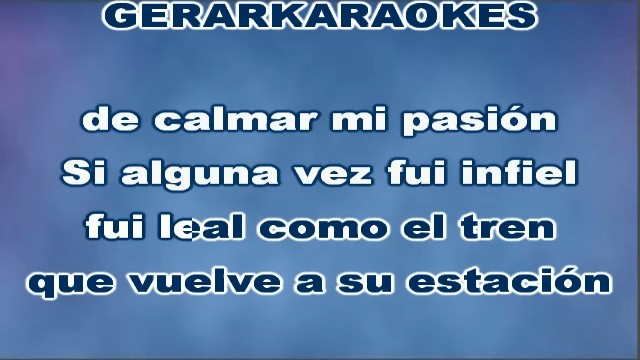 GERARKARAOKES
de calmar mi pasión
Si alguna vez fui infiel
fui leal como el tren
que vuelve a su estación